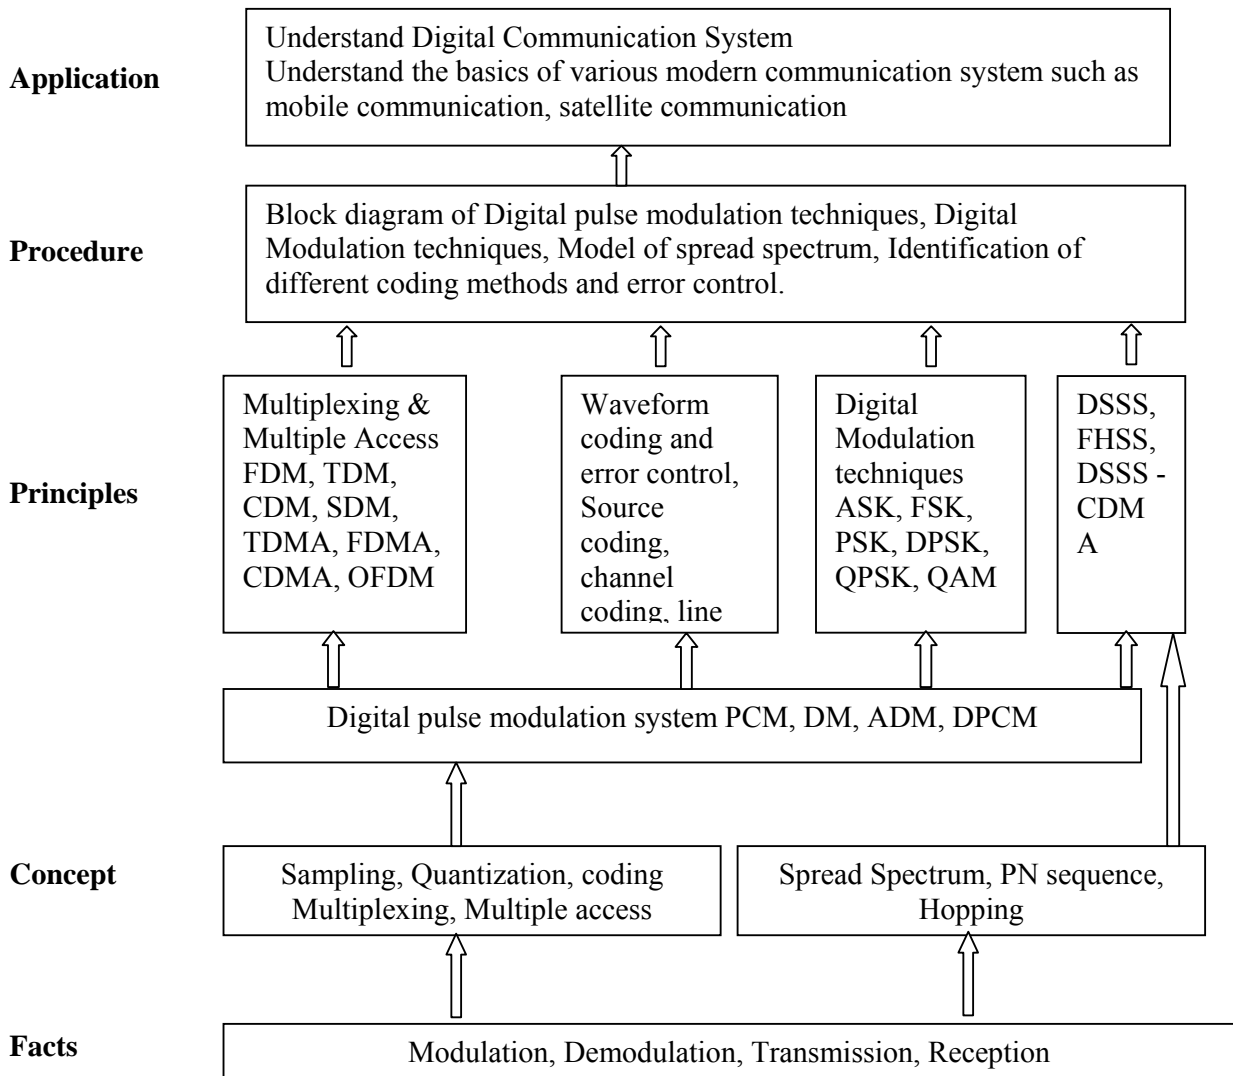 Application
Understand Digital Communication System
Understand the basics of various modern communication system such as
mobile communication, satellite communication
Procedure
Block diagram of Digital pulse modulation techniques, Digital
Modulation techniques, Model of spread spectrum, Identification of
different coding methods and error control.
Principles
Multiplexing &
Multiple Access
FDM, TDM,
CDM, SDM,
TDMA, FDMA,
CDMA, OFDM
Waveform
coding and
error control,
Source
coding,
channel
coding, line
Digital
Modulation
techniques
ASK, FSK,
PSK, DPSK,
QPSK, QAM
DSSS,
FHSS,
DSSS -
CDM
A
Digital pulse modulation system PCM, DM, ADM, DPCM
Concept
Sampling, Quantization, coding
Multiplexing, Multiple access
Spread Spectrum, PN sequence,
Hopping
Facts
Modulation, Demodulation, Transmission, Reception